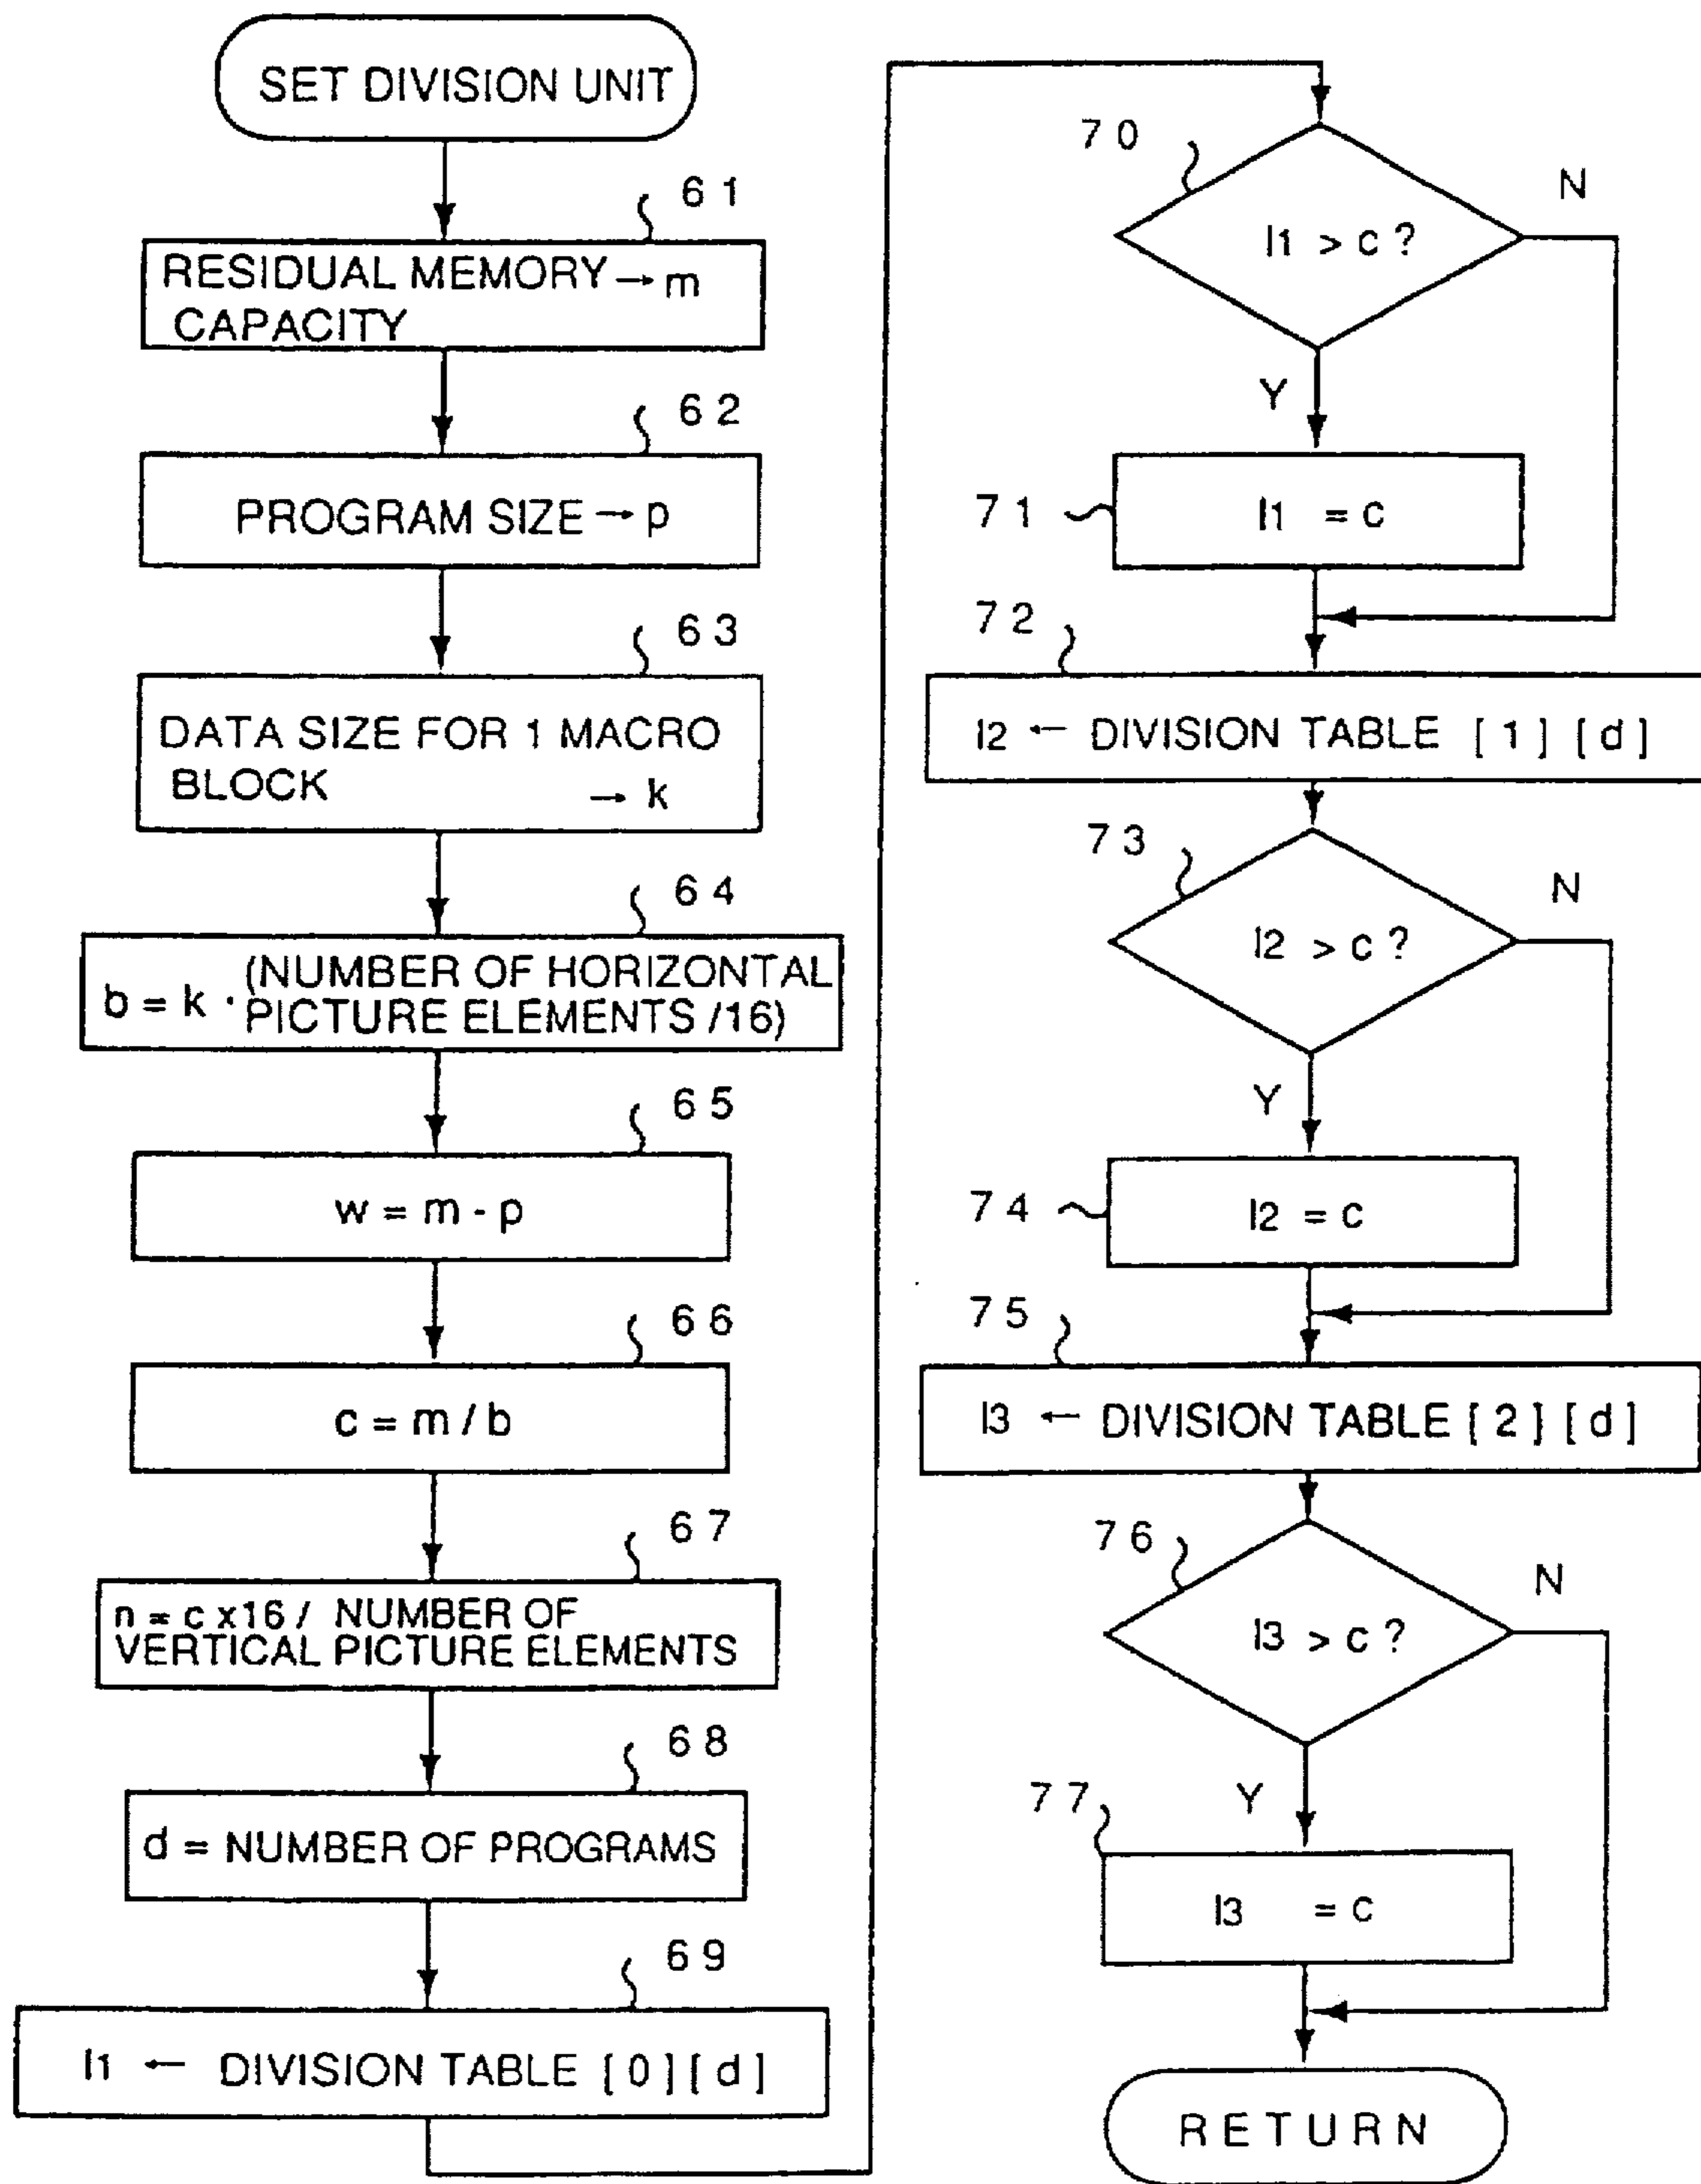 SET DIVISION UNIT
61
RESIDUAL MEMORY → m
CAPACITY
62
PROGRAM SIZE → p
63
DATA SIZE FOR 1 MACRO
BLOCK → k
64
b = k · (NUMBER OF HORIZONTAL
PICTURE ELEMENTS /16)
65
w = m - p
66
c = m / b
67
n = c x16 / NUMBER OF
VERTICAL PICTURE ELEMENTS
68
d = NUMBER OF PROGRAMS
69
l1 ← DIVISION TABLE [ 0 ] [ d ]
70
l1 > c ?
N
Y
71
l1 = c
72
l2 ← DIVISION TABLE [ 1 ] [ d ]
73
l2 > c ?
N
Y
74
l2 = c
75
l3 ← DIVISION TABLE [ 2 ] [ d ]
76
l3 > c ?
N
Y
77
l3 = c
RETURN